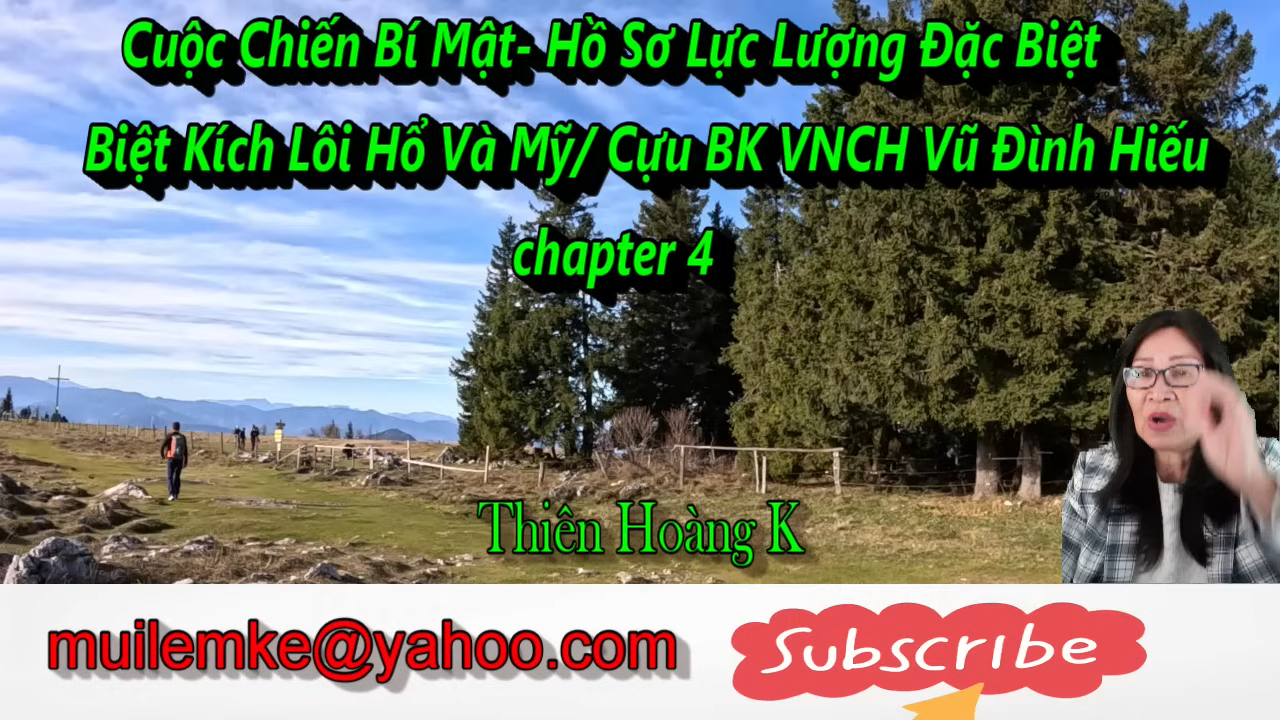 Cuộc Chiến Bí Mật- Hồ Sơ Lực Lượng Đặc Biệt
Biệt Kích Lôi Hổ Và Mỹ/ Cựu BK VNCH Vũ Đình Hiếu
chapter 4
Thiên Hoàng K
muilemke@yahoo.com
Subscribe